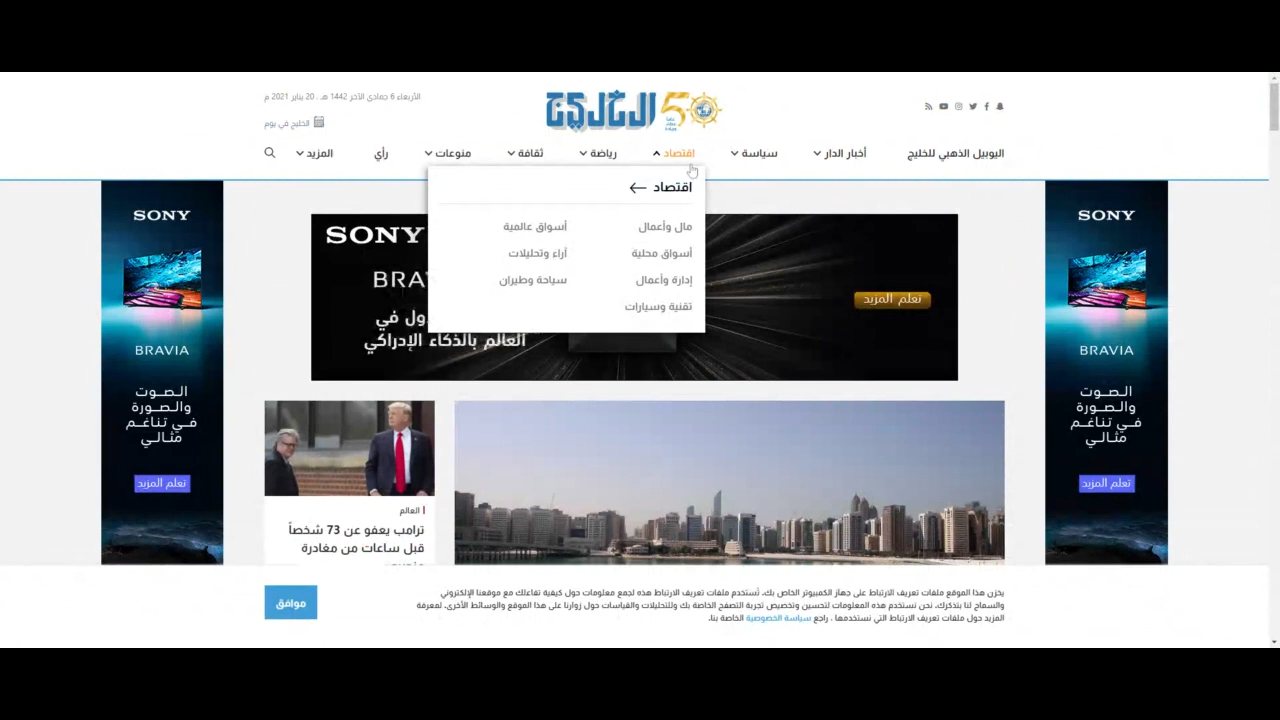 الأربعاء 6 جمادى الآخر 1442 هـ ، 20 يناير 2021 م
الخليج في يوم
الخليج 50
اليوبيل الذهبي للخليج
أخبار الدار
سياسة
اقتصاد
رياضة
ثقافة
منوعات
رأي
المزيد
اقتصاد
مال وأعمال
أسواق عالمية
أسواق محلية
آراء وتحليلات
إدارة وأعمال
سياحة وطيران
تقنية وسيارات
SONY
BRAVIA
الصوت
والصورة
في تناغم
مثالي
تعلم المزيد
SONY
BRA
ول في
العالم بالذكاء الإدراكي
تعلم المزيد
SONY
BRAVIA
الصوت
والصورة
في تناغم
مثالي
تعلم المزيد
العالم
ترامب يعفو عن 73 شخصاً
قبل ساعات من مغادرة
يخزن هذا الموقع ملفات تعريف الارتباط على جهاز الكمبيوتر الخاص بك. تُستخدم ملفات تعريف الارتباط هذه لجمع معلومات حول كيفية تفاعلك مع موقعنا الإلكتروني
والسماح لنا بتذكرك. نحن نستخدم هذه المعلومات لتحسين وتخصيص تجربة التصفح الخاصة بك وللتحليلات والقياسات حول زوارنا على هذا الموقع والوسائط الأخرى. لمعرفة
المزيد حول ملفات تعريف الارتباط التي نستخدمها ، راجع سياسة الخصوصية الخاصة بنا.
موافق